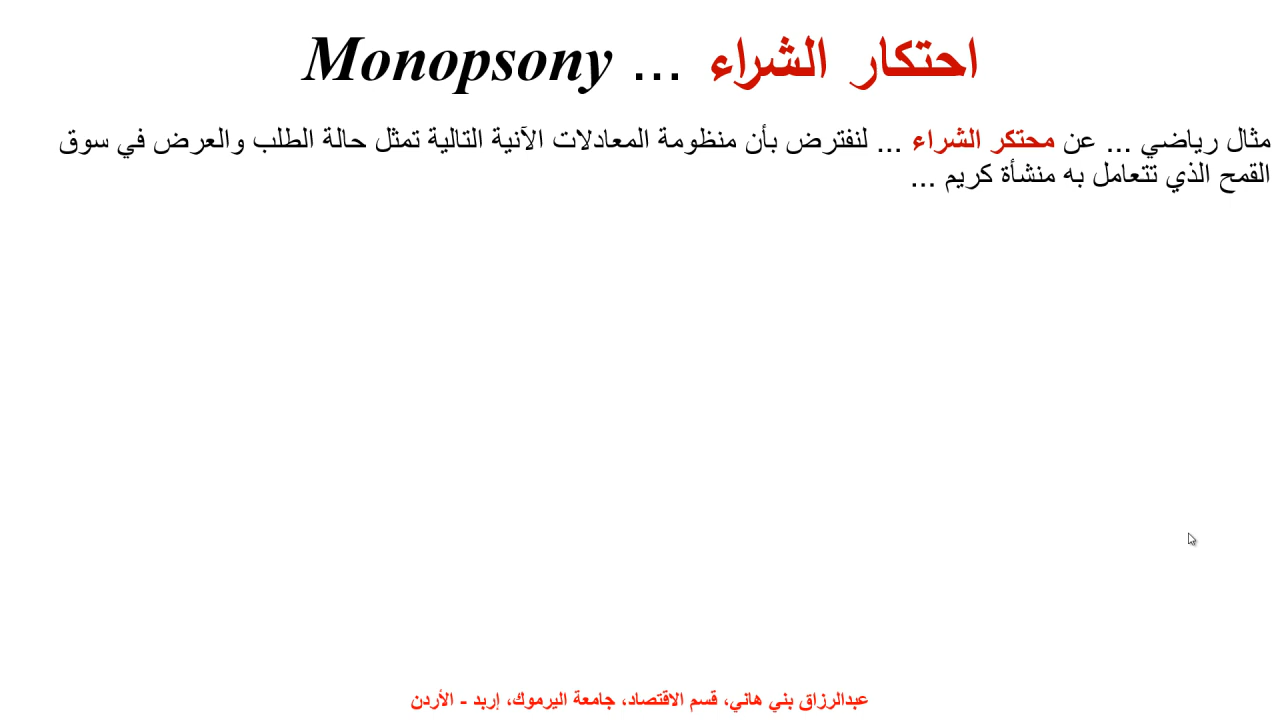 احتكار الشراء ... Monopsony
مثال رياضي ... عن محتكر الشراء ... لنفترض بأن منظومة المعادلات الآنية التالية تمثل حالة الطلب والعرض في سوق
القمح الذي تتعامل به منشأة كريم ...
عبدالرزاق بني هاني، قسم الاقتصاد، جامعة اليرموك، إربد - الأردن